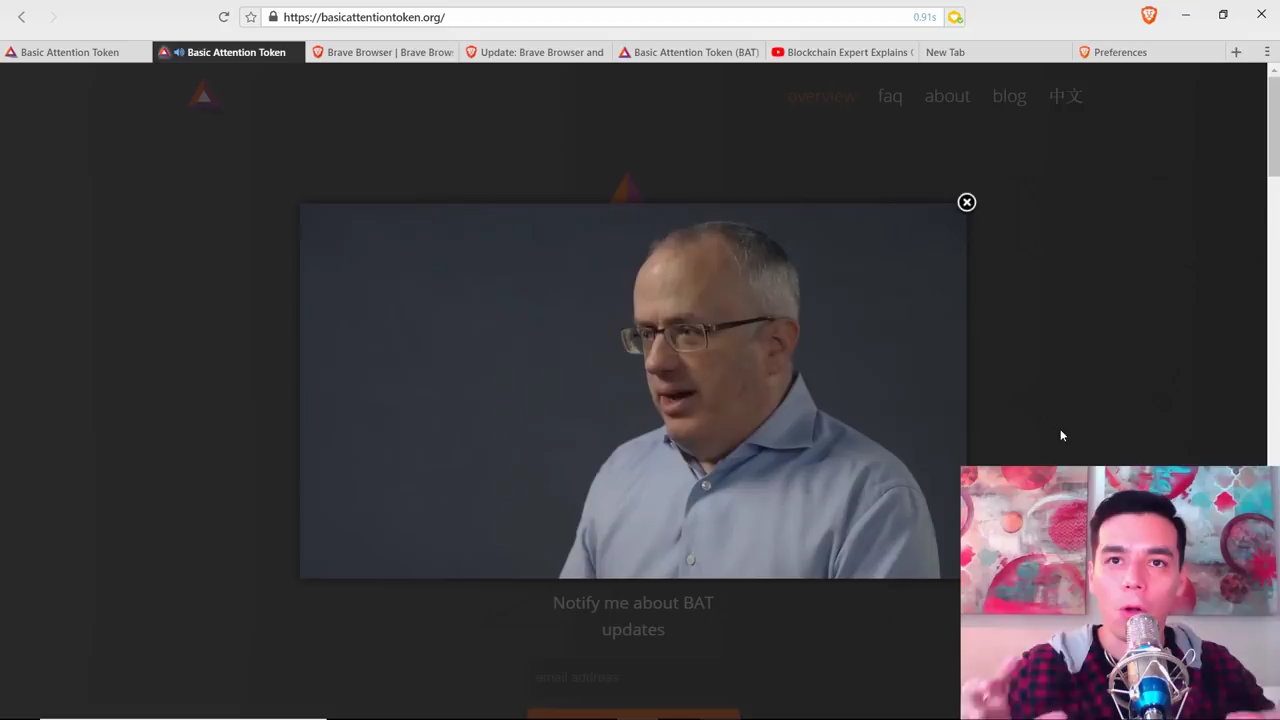 https://basicattentiontoken.org/
0.91s
Basic Attention Token
Basic Attention Token
Brave Browser | Brave Brow
Update: Brave Browser and
Basic Attention Token (BAT)
Blockchain Expert Explains
New Tab
Preferences
overview
faq
about
blog
中文
Notify me about BAT
updates
email address